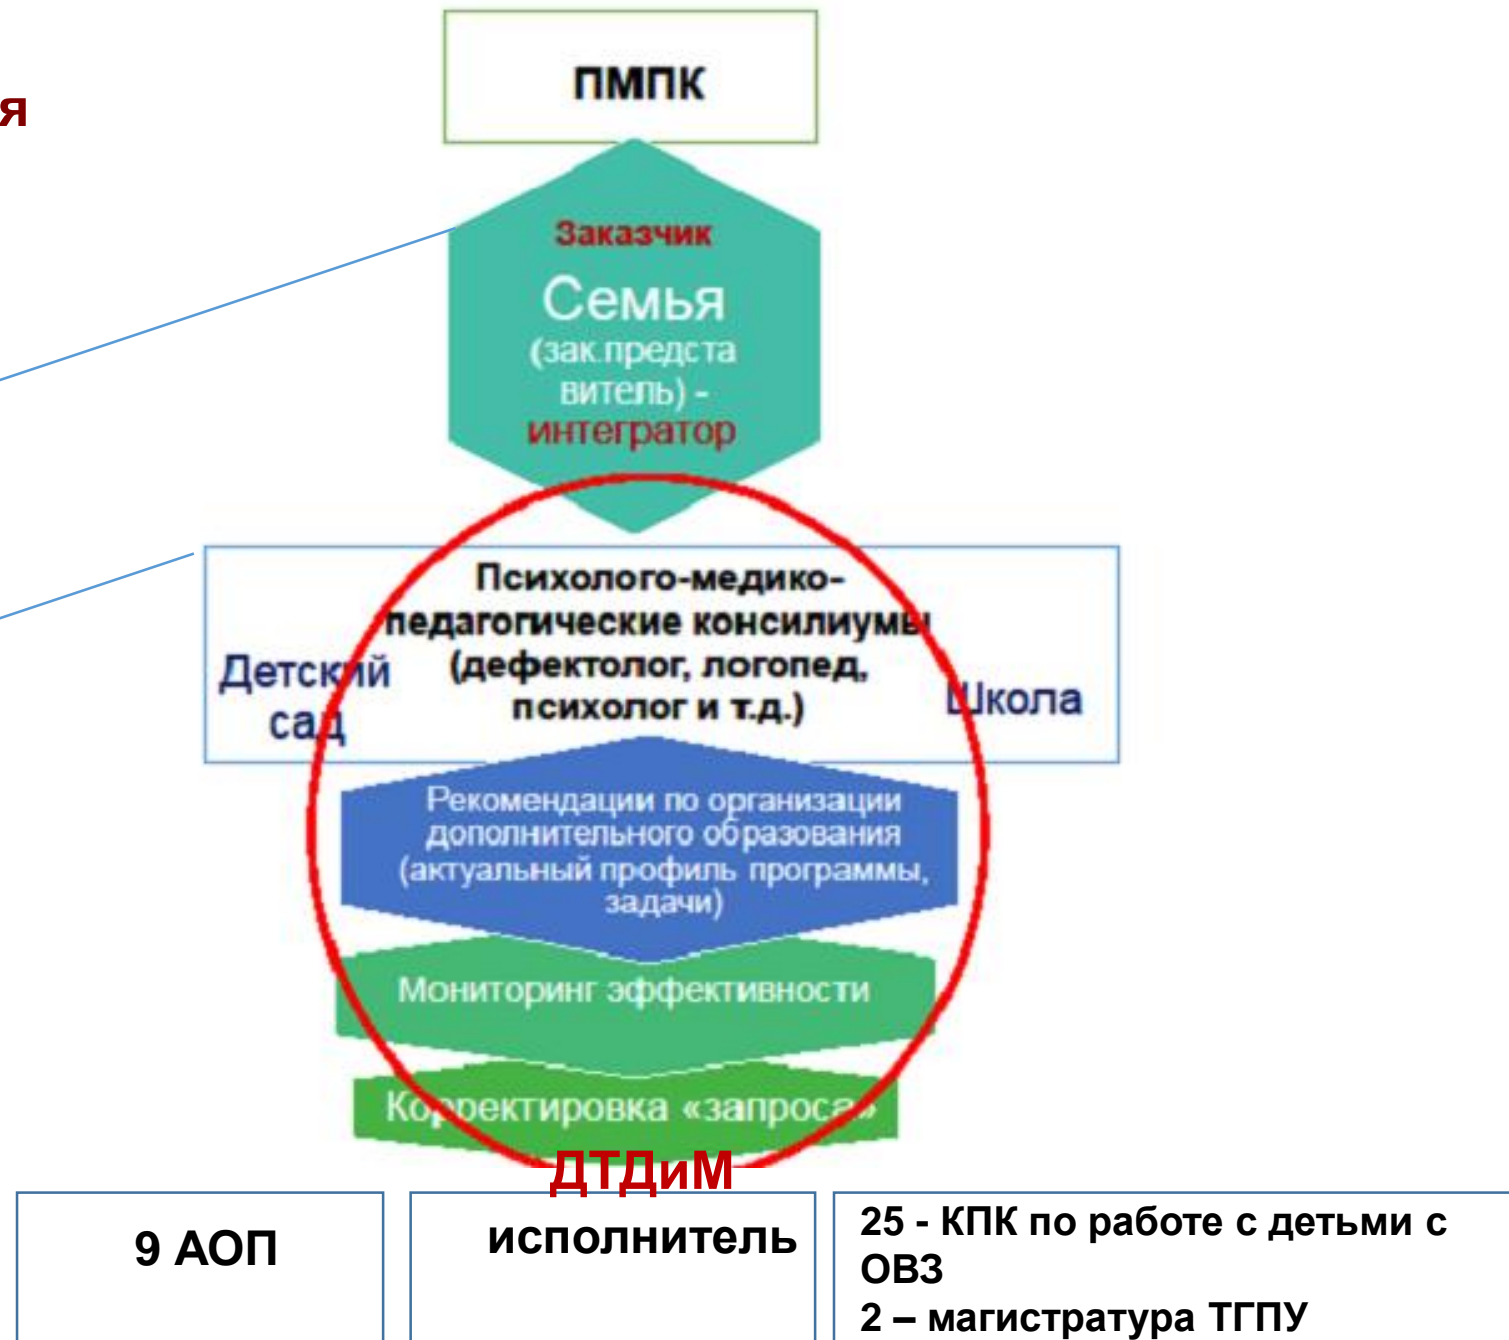 ПМПК
я
Заказчик
Семья
(зак.предста
витель) -
интегратор
Психолого-медико-
педагогические консилиумы
(дефектолог, логопед,
психолог и т.д.)
Детский
сад
Школа
Рекомендации по организации
дополнительного образования
(актуальный профиль программы,
задачи)
Мониторинг эффективности
Корректировка «запроса»
ДТДиМ
9 АОП
исполнитель
25 - КПК по работе с детьми с
ОВЗ
2 – магистратура ТГПУ